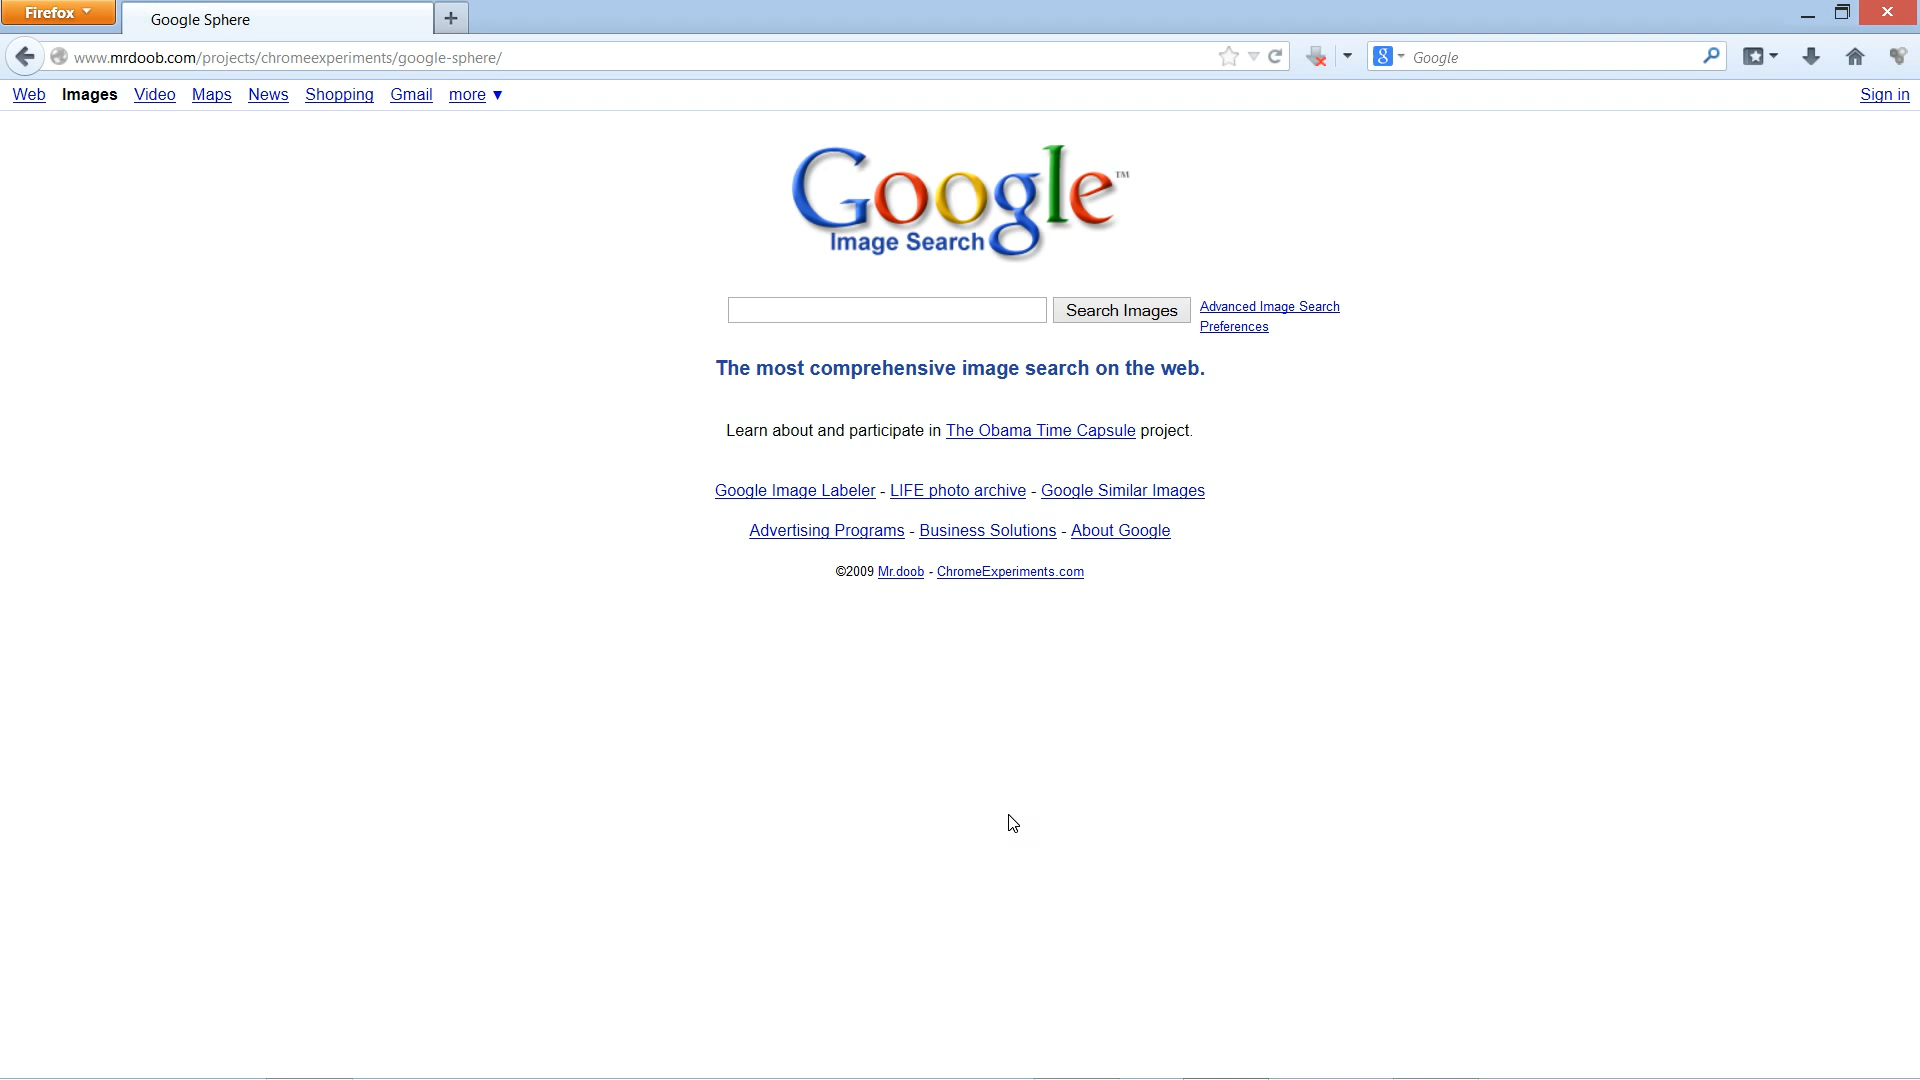 Firefox
Google Sphere
www.mrdoob.com/projects/chromeexperiments/google-sphere/
Google
Web Images Video Maps News Shopping Gmail more ▼
Sign in
Google™
Image Search
Search Images
Advanced Image Search
Preferences
The most comprehensive image search on the web.
Learn about and participate in The Obama Time Capsule project.
Google Image Labeler - LIFE photo archive - Google Similar Images
Advertising Programs - Business Solutions - About Google
©2009 Mr.doob - ChromeExperiments.com